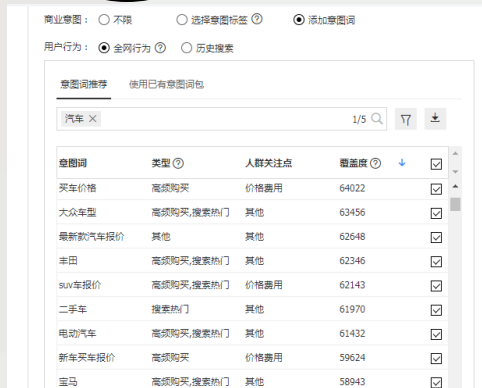 商业意图： 不限 选择意图标签 ? 添加意图词
用户行为： 全网行为 ? 历史搜索
意图词推荐 使用已有意图词包
汽车 × 1/5
意图词 类型 ? 人群关注点 覆盖度 ? ↓
买车价格 高频购买 价格费用 64022
大众车型 高频购买,搜索热门 其他 63456
最新款汽车报价 其他 其他 62648
丰田 高频购买,搜索热门 其他 62346
suv车报价 高频购买,搜索热门 价格费用 62143
二手车 搜索热门 其他 61970
电动汽车 高频购买,搜索热门 其他 61432
新车买车报价 高频购买 价格费用 59624
宝马 高频购买,搜索热门 其他 58943